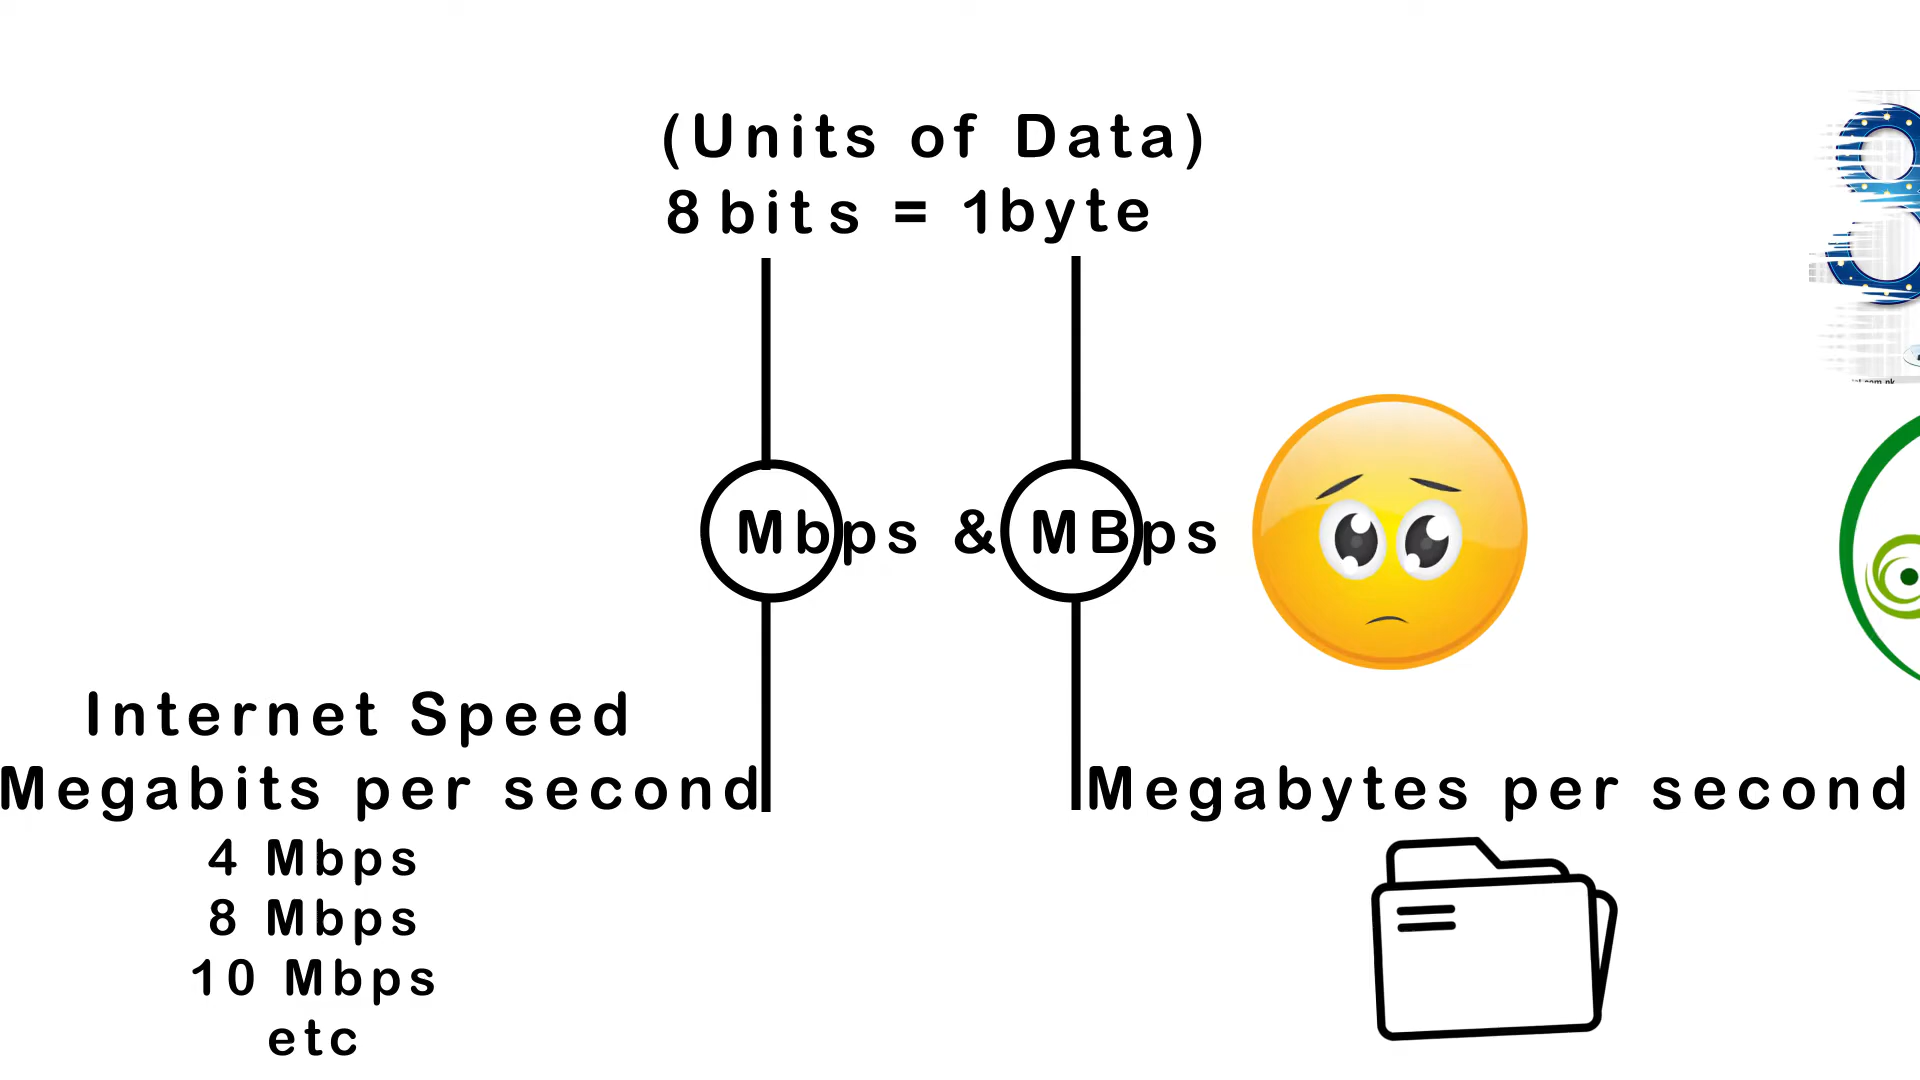 (Units of Data)
8 bits = 1byte
Mbps & MBps
Internet Speed
Megabits per second
4 Mbps
8 Mbps
10 Mbps
etc
Megabytes per second